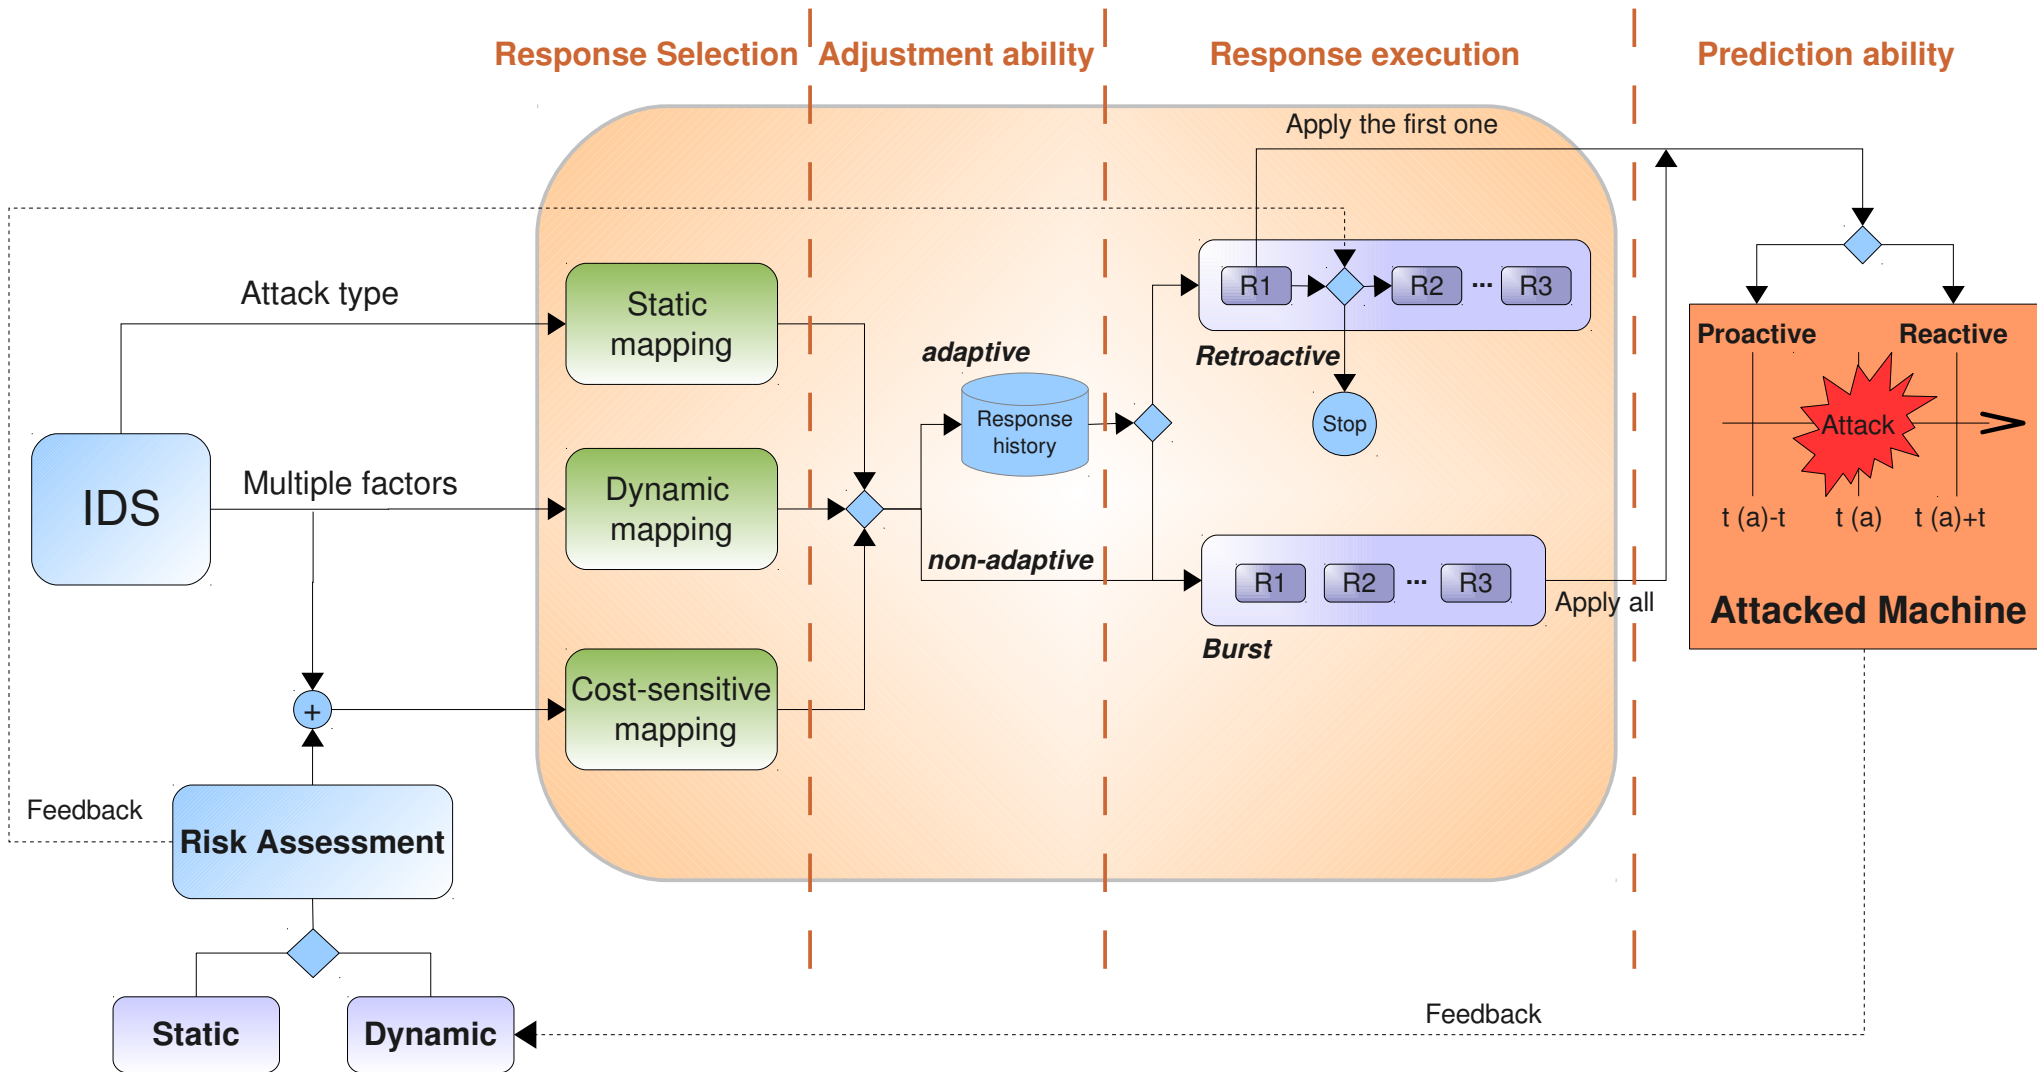 Response Selection
Adjustment ability
Response execution
Prediction ability
Apply the first one
Attack type
Static
mapping
R1
R2
...
R3
Proactive
Reactive
adaptive
Retroactive
Response
history
Stop
Attack
IDS
Multiple factors
Dynamic
mapping
t (a)-t
t (a)
t (a)+t
non-adaptive
R1
R2
...
R3
Apply all
Attacked Machine
Burst
Cost-sensitive
mapping
+
Feedback
Risk Assessment
Feedback
Static
Dynamic